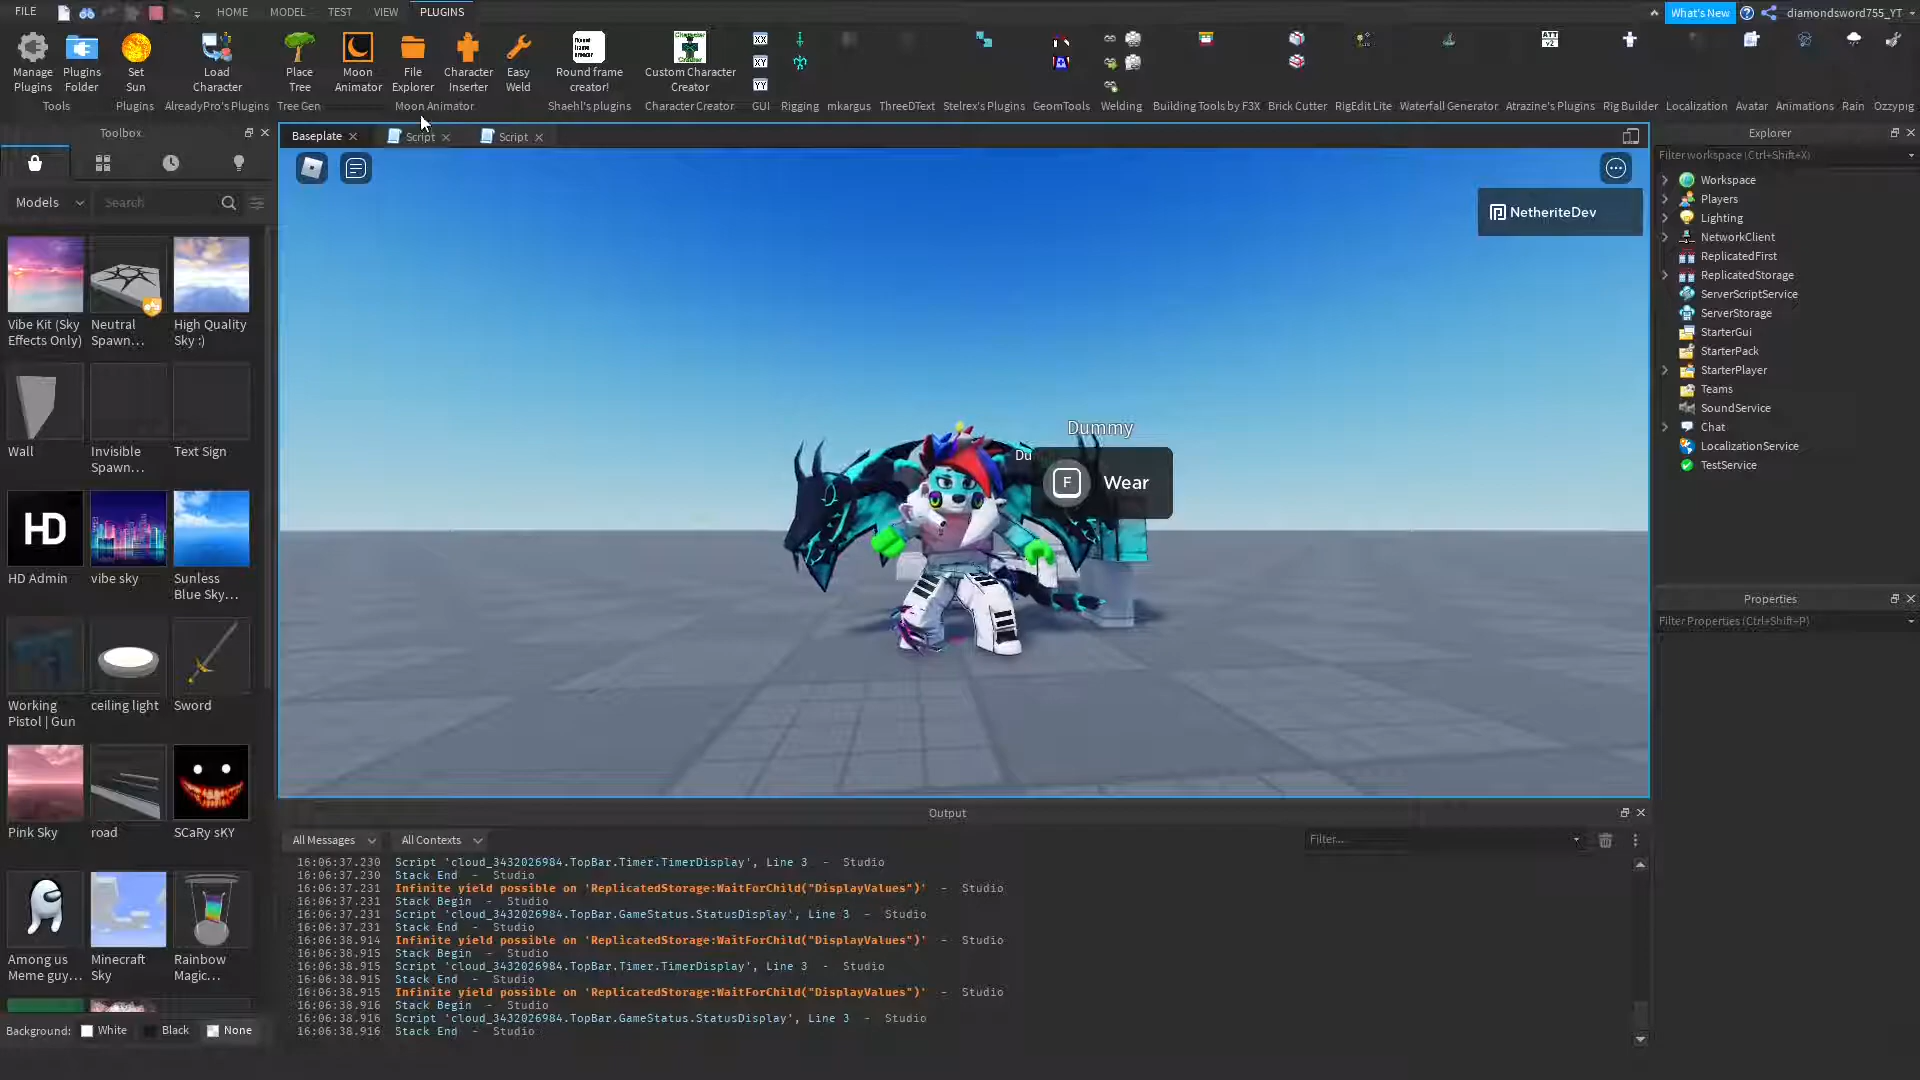 FILE
HOME
MODEL
TEST
VIEW
PLUGINS
What's New
diamondsword755_YT
Manage Plugins
Plugins Folder
Set Sun
Load Character
Place Tree
Moon Animator
File Explorer
Character Inserter
Easy Weld
Round frame creator!
Custom Character Creator
XX
XY
YY
ATT v2
Tools
Plugins
AlreadyPro's Plugins
Tree Gen
Moon Animator
Shaehl's plugins
Character Creator
GUI
Rigging
mkargus
ThreeDText
Stelrex's Plugins
GeomTools
Welding
Building Tools by F3X
Brick Cutter
RigEdit Lite
Waterfall Generator
Atrazine's Plugins
Rig Builder
Localization
Avatar
Animations
Rain
Ozzypig
Toolbox
Models
Search
Vibe Kit (Sky Effects Only)
Neutral Spawn...
High Quality Sky :)
Wall
Invisible Spawn...
Text Sign
HD
HD Admin
vibe sky
Sunless Blue Sky...
Working Pistol | Gun
ceiling light
Sword
Pink Sky
road
SCaRy sKY
Among us Meme guy...
Minecraft Sky
Rainbow Magic...
Background:
White
Black
None
Baseplate
Script
Script
NetheriteDev
Dummy
Du
F
Wear
Output
All Messages
All Contexts
Filter...
16:06:37.230 Script 'cloud_3432026984.TopBar.Timer.TimerDisplay', Line 3 - Studio
16:06:37.230 Stack End - Studio
16:06:37.231 Infinite yield possible on 'ReplicatedStorage:WaitForChild("DisplayValues")' - Studio
16:06:37.231 Stack Begin - Studio
16:06:37.231 Script 'cloud_3432026984.TopBar.GameStatus.StatusDisplay', Line 3 - Studio
16:06:37.231 Stack End - Studio
16:06:38.914 Infinite yield possible on 'ReplicatedStorage:WaitForChild("DisplayValues")' - Studio
16:06:38.915 Stack Begin - Studio
16:06:38.915 Script 'cloud_3432026984.TopBar.Timer.TimerDisplay', Line 3 - Studio
16:06:38.915 Stack End - Studio
16:06:38.915 Infinite yield possible on 'ReplicatedStorage:WaitForChild("DisplayValues")' - Studio
16:06:38.916 Stack Begin - Studio
16:06:38.916 Script 'cloud_3432026984.TopBar.GameStatus.StatusDisplay', Line 3 - Studio
16:06:38.916 Stack End - Studio
Explorer
Filter workspace (Ctrl+Shift+X)
Workspace
Players
Lighting
NetworkClient
ReplicatedFirst
ReplicatedStorage
ServerScriptService
ServerStorage
StarterGui
StarterPack
StarterPlayer
Teams
SoundService
Chat
LocalizationService
TestService
Properties
Filter Properties (Ctrl+Shift+P)